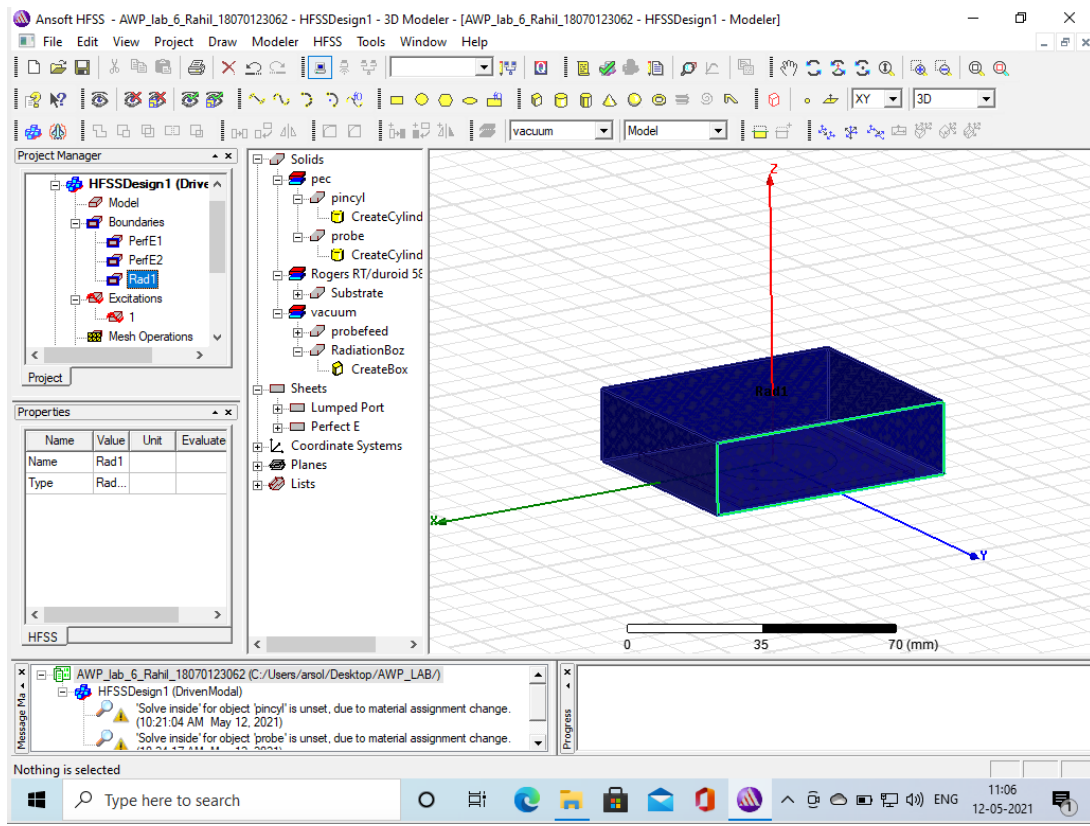 Ansoft HFSS - AWP_lab_6_Rahil_18070123062 - HFSSDesign1 - 3D Modeler - [AWP_lab_6_Rahil_18070123062 - HFSSDesign1 - Modeler]
File Edit View Project Draw Modeler HFSS Tools Window Help
XY 3D
vacuum Model
Project Manager
HFSSDesign1 (Drive
Model
Boundaries
PerfE1
PerfE2
Rad1
Excitations
1
Mesh Operations
Project
Properties
Name Value Unit Evaluate
Name Rad1
Type Rad...
HFSS
Solids
pec
pincyl
CreateCylind
probe
CreateCylind
Rogers RT/duroid 58
Substrate
vacuum
probefeed
RadiationBoz
CreateBox
Sheets
Lumped Port
Perfect E
Coordinate Systems
Planes
Lists
Z
Rad1
X
Y
0 35 70 (mm)
Message Ma
AWP_lab_6_Rahil_18070123062 (C:/Users/arsol/Desktop/AWP_LAB/)
HFSSDesign1 (DrivenModal)
'Solve inside' for object 'pincyl' is unset, due to material assignment change.
(10:21:04 AM May 12, 2021)
'Solve inside' for object 'probe' is unset, due to material assignment change.
Progress
Nothing is selected
Type here to search
ENG
11:06
12-05-2021
1